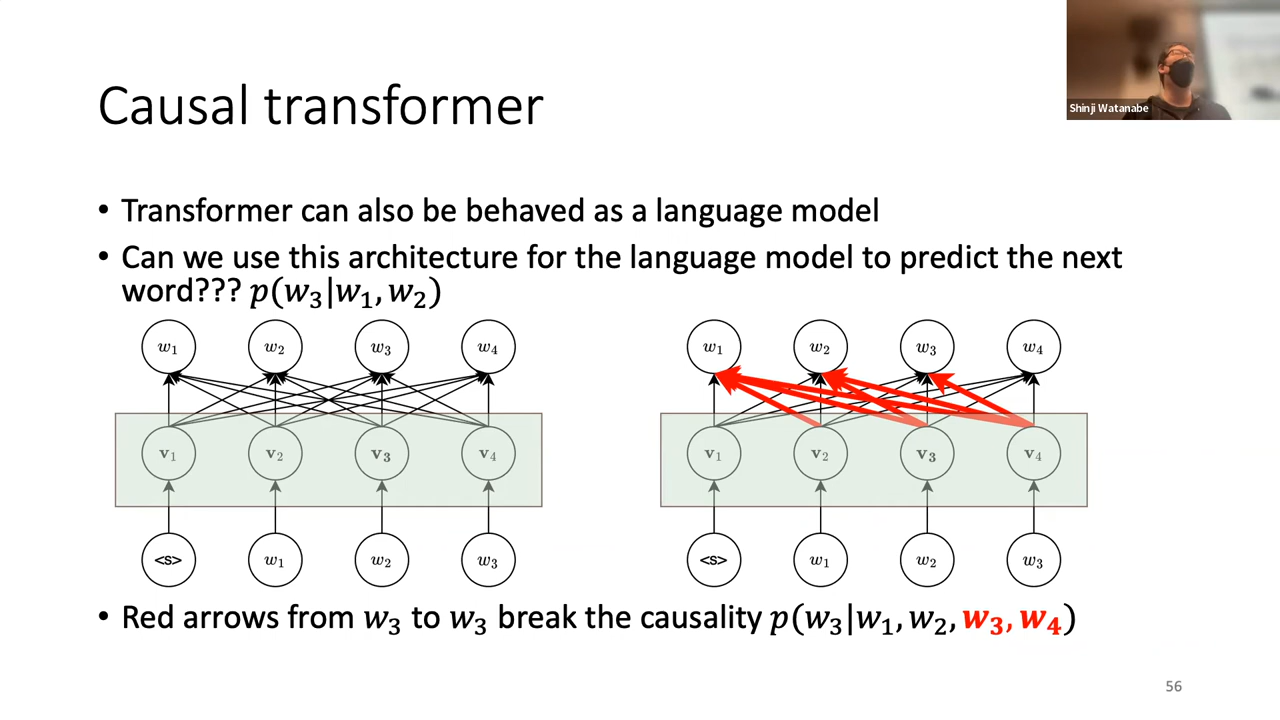 Shinji Watanabe
Causal transformer
• Transformer can also be behaved as a language model
• Can we use this architecture for the language model to predict the next
word??? p(w₃|w₁, w₂)
w₁ w₂ w₃ w₄ w₁ w₂ w₃ w₄
v₁ v₂ v₃ v₄ v₁ v₂ v₃ v₄
<s> w₁ w₂ w₃ <s> w₁ w₂ w₃
• Red arrows from w₃ to w₃ break the causality p(w₃|w₁, w₂, w₃, w₄)
56